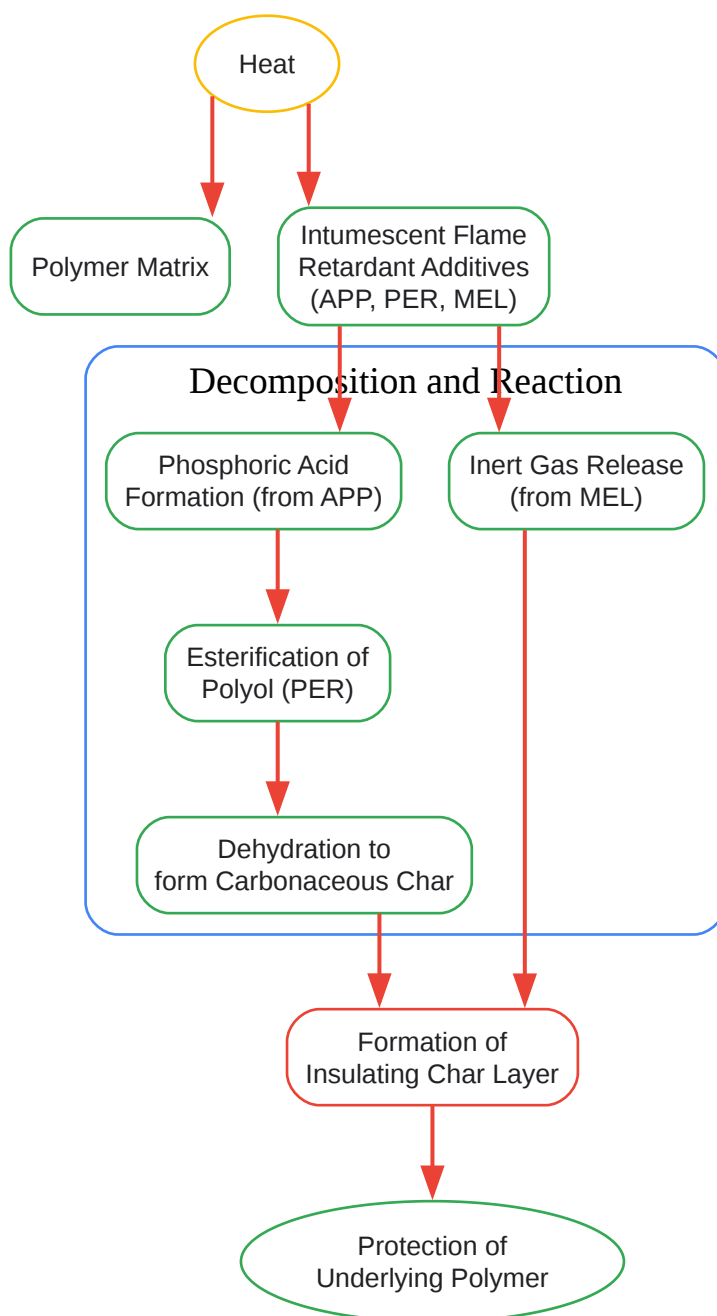 Heat
Polymer Matrix
Intumescent Flame
Retardant Additives
(APP, PER, MEL)
Decomposition and Reaction
Phosphoric Acid
Formation (from APP)
Inert Gas Release
(from MEL)
Esterification of
Polyol (PER)
Dehydration to
form Carbonaceous Char
Formation of
Insulating Char Layer
Protection of
Underlying Polymer